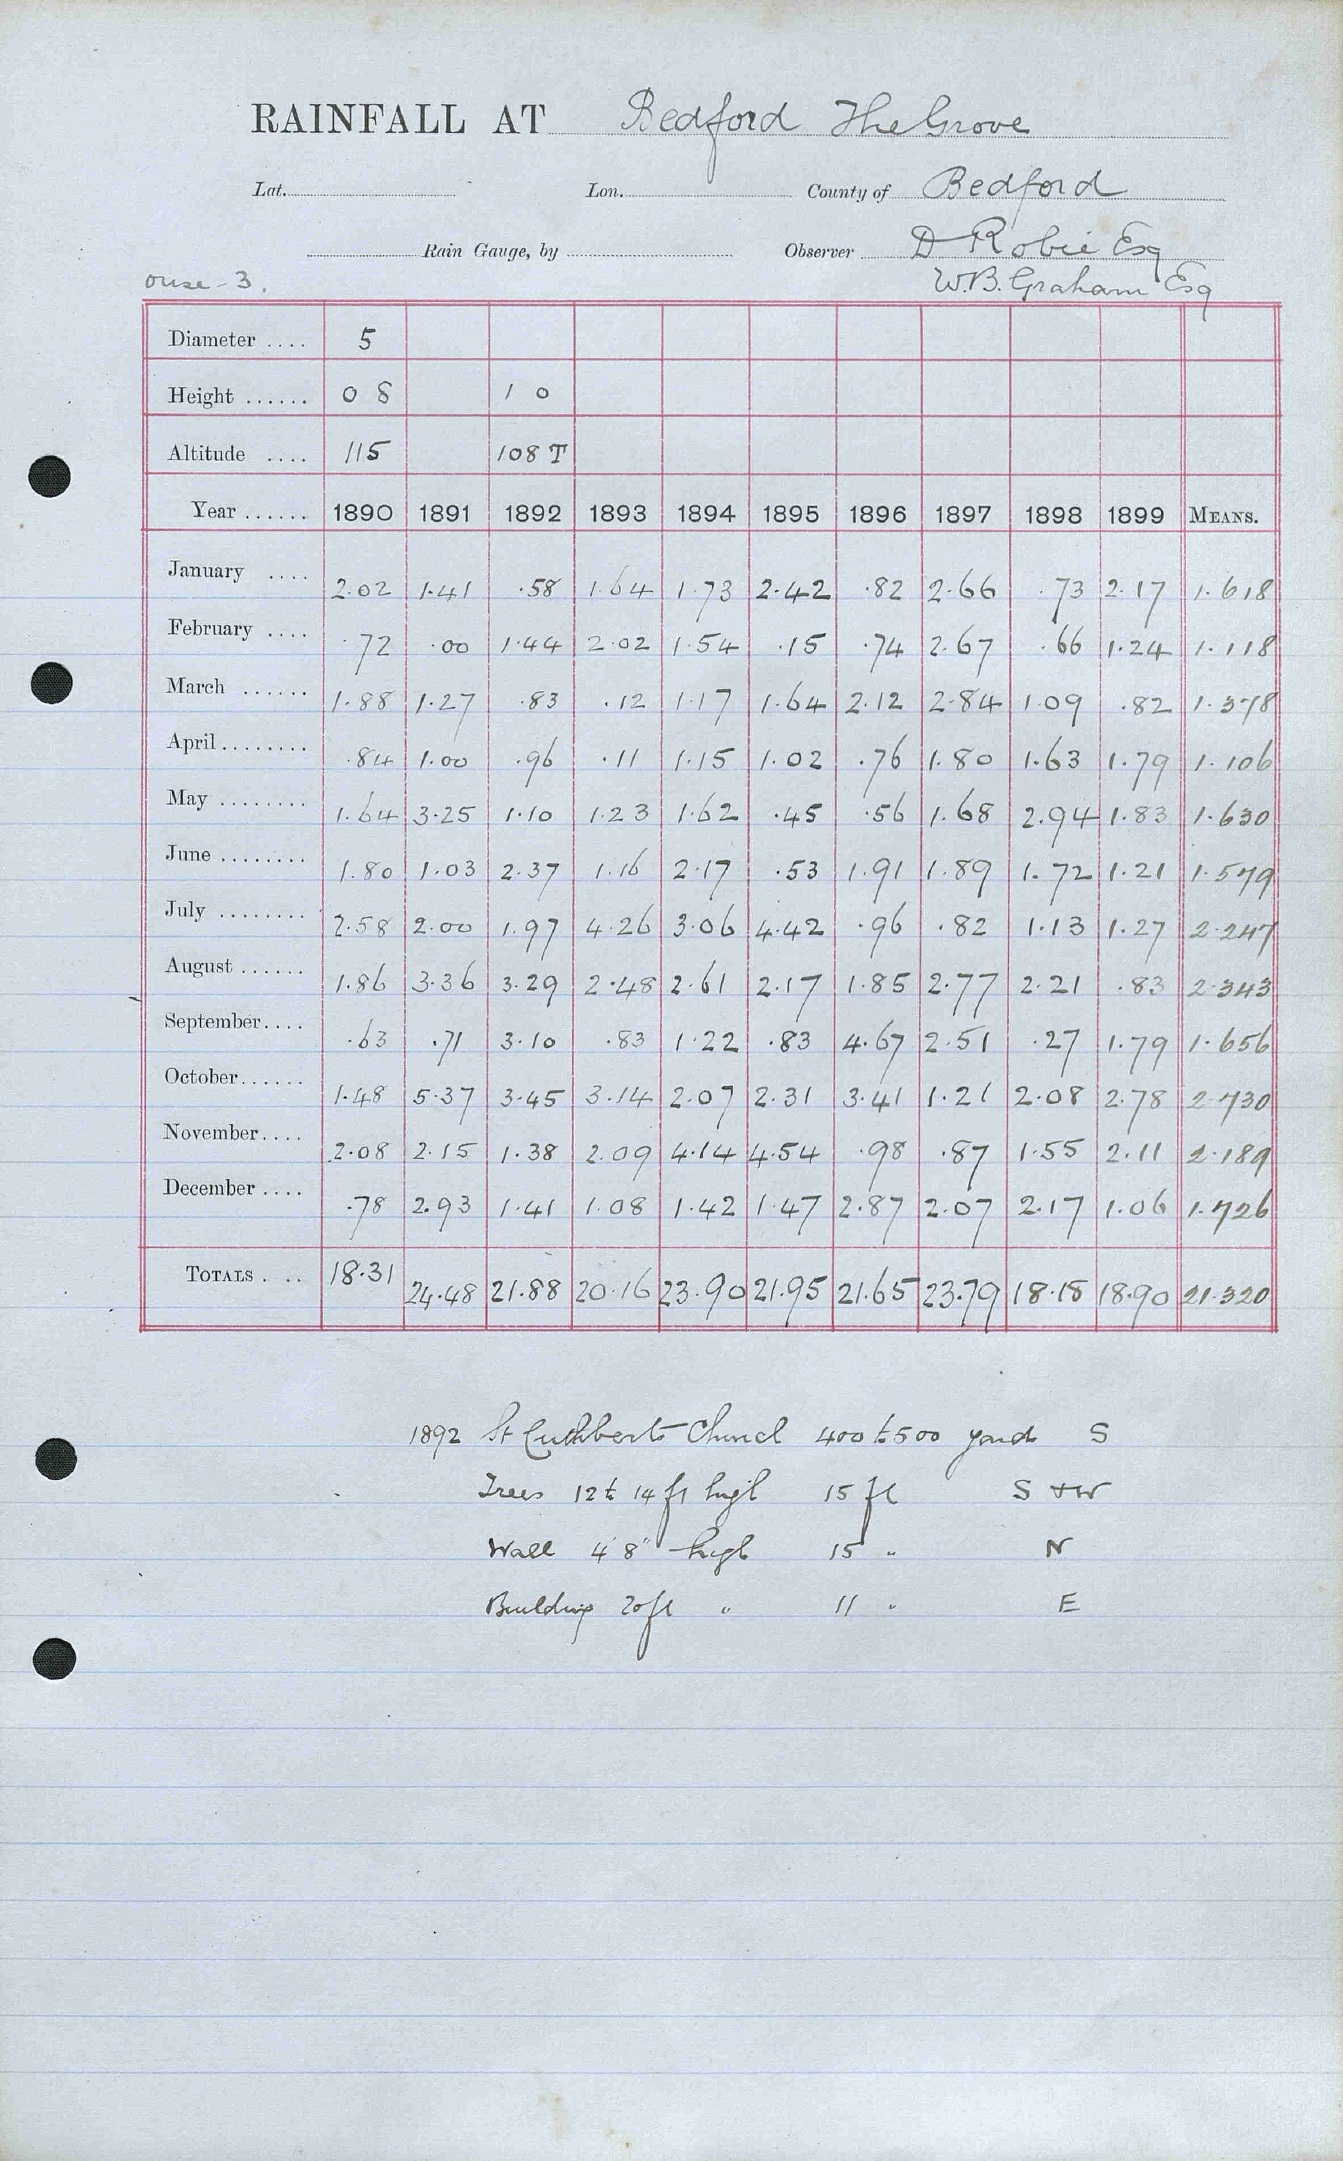 RAINFALL AT Bedford The Grove
Lat. Lon. County of Bedford
Rain Gauge, by Observer D Robie Esq
ouse - 3. W.B. Graham Esq
Diameter .... 5
Height ...... 0 8 1 0
Altitude .... 115 108 T
Year ...... 1890 1891 1892 1893 1894 1895 1896 1897 1898 1899 MEANS.
January .... 2.02 1.41 .58 1.64 1.73 2.42 .82 2.66 .73 2.17 1.618
February .... .72 .00 1.44 2.02 1.54 .15 .74 2.67 .66 1.24 1.118
March ...... 1.88 1.27 .83 .12 1.17 1.64 2.12 2.84 1.09 .82 1.378
April ........ .84 1.00 .96 .11 1.15 1.02 .76 1.80 1.63 1.79 1.106
May ........ 1.64 3.25 1.10 1.23 1.62 .45 .56 1.68 2.94 1.83 1.630
June ........ 1.80 1.03 2.37 1.16 2.17 .53 1.91 1.89 1.72 1.21 1.579
July ........ 2.58 2.00 1.97 4.26 3.06 4.42 .96 .82 1.13 1.27 2.247
August ...... 1.86 3.36 3.29 2.48 2.61 2.17 1.85 2.77 2.21 .83 2.343
September.... .63 .71 3.10 .83 1.22 .83 4.67 2.51 .27 1.79 1.656
October...... 1.48 5.37 3.45 3.14 2.07 2.31 3.41 1.21 2.08 2.78 2.730
November.... 2.08 2.15 1.38 2.09 4.14 4.54 .98 .87 1.55 2.11 2.189
December .... .78 2.93 1.41 1.08 1.42 1.47 2.87 2.07 2.17 1.06 1.726
TOTALS . .. 18.31 24.48 21.88 20.16 23.90 21.95 21.65 23.79 18.18 18.90 21.320
1892 St Cuthberts Church 400 to 500 yards S
Trees 12 to 14 ft high 15 ft S + W
Wall 4' 8" high 15 " N
Building 20 ft " 11 " E